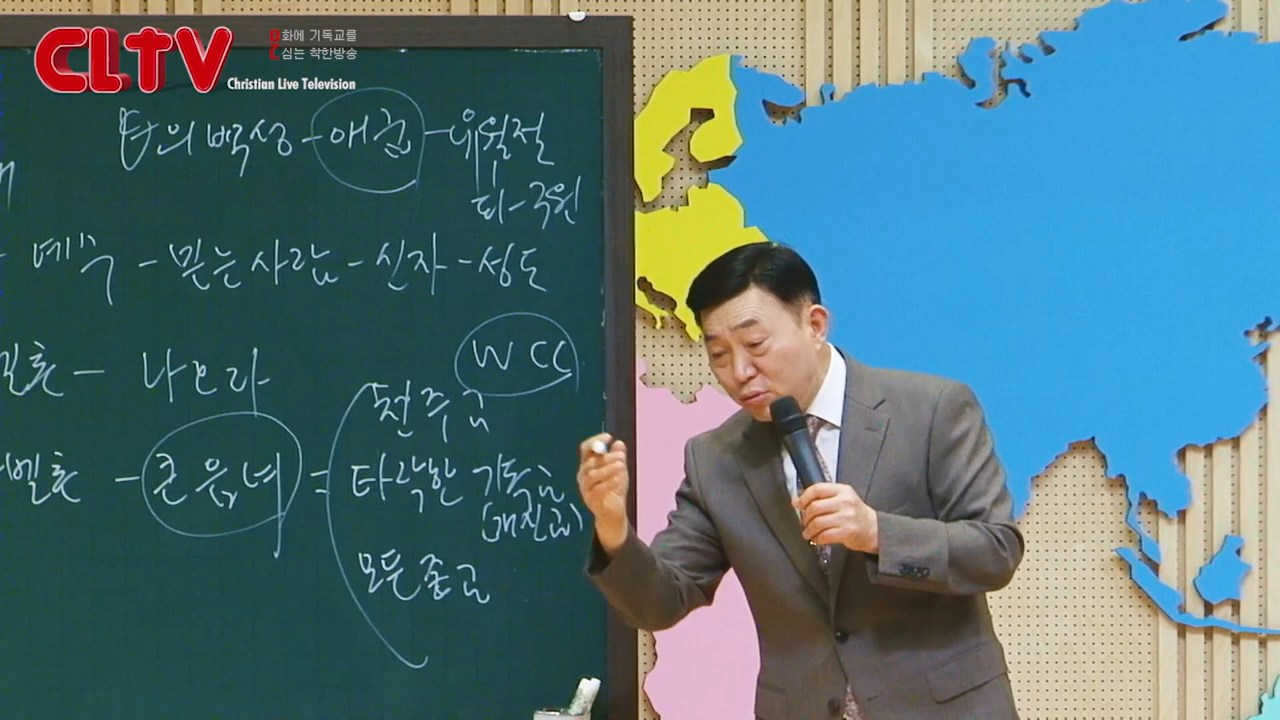 CLTV
문화에 기독교를
심는 착한방송
Christian Live Television
나의 백성 - 애굽 - 유월절
피 - 구원
예수 - 믿는 사람 - 신자 - 성도
나오라
WCC
천주교
큰 음녀 =
타락한 기독교
(개신교)
모든 종교